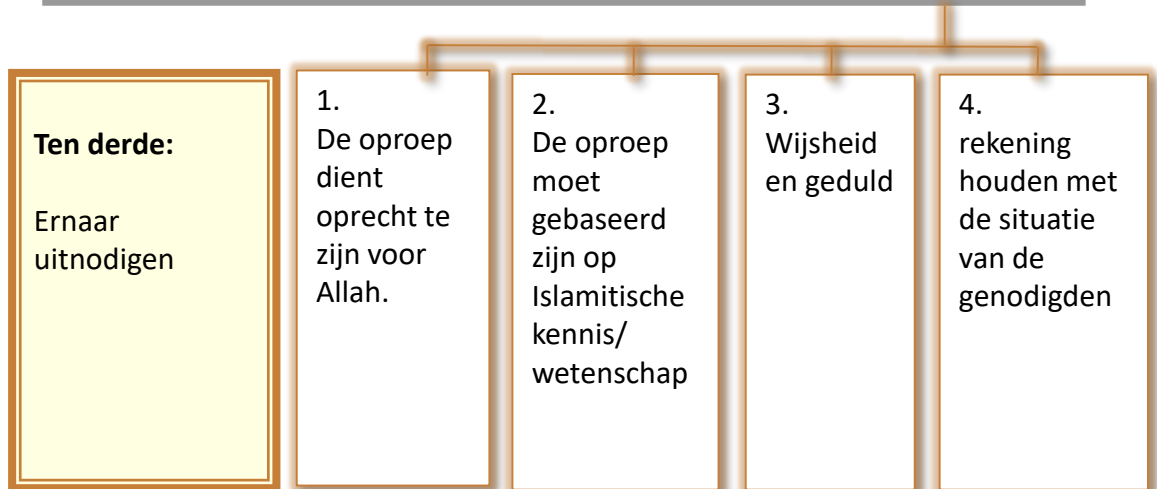 Ten derde:
Ernaar
uitnodigen
1.
De oproep
dient
oprecht te
zijn voor
Allah.
2.
De oproep
moet
gebaseerd
zijn op
Islamitische
kennis/
wetenschap
3.
Wijsheid
en geduld
4.
rekening
houden met
de situatie
van de
genodigden